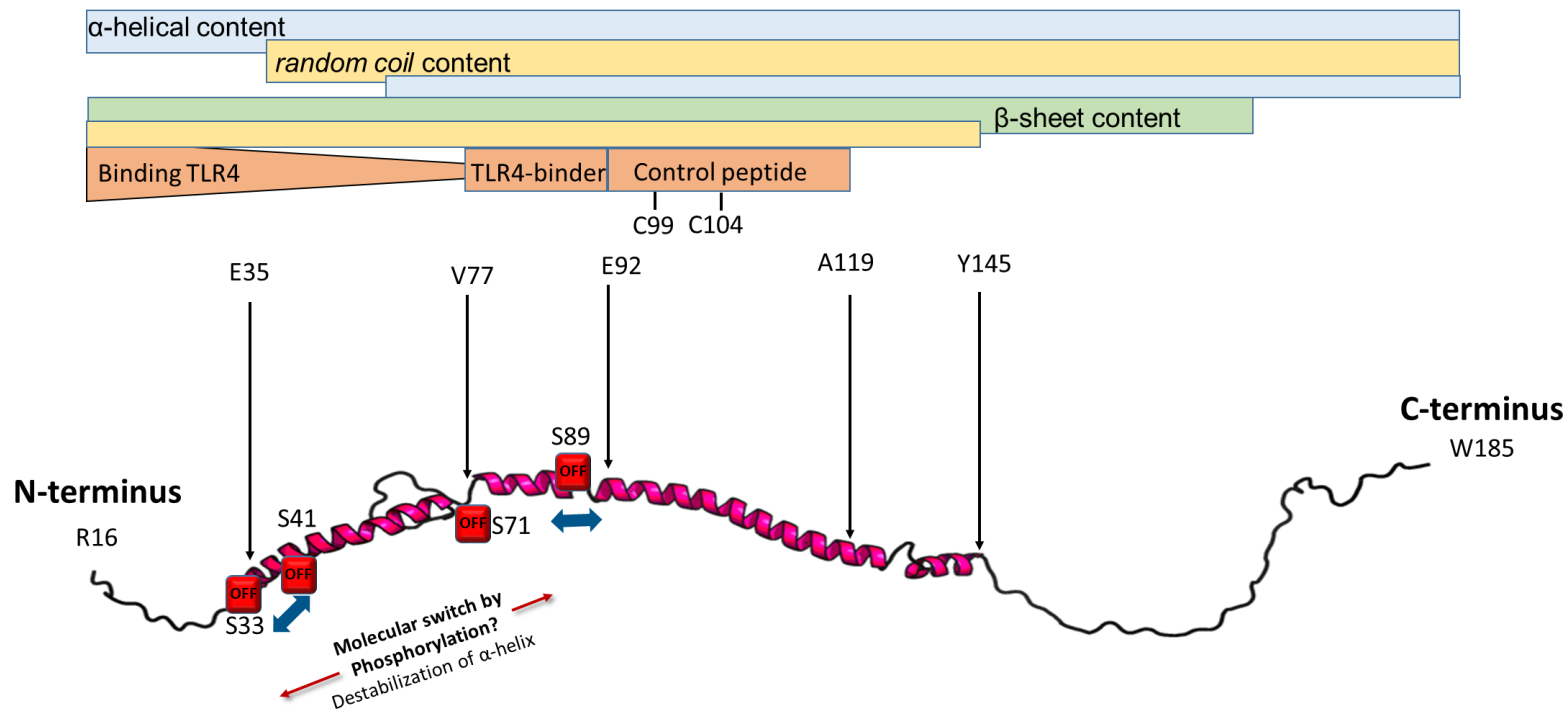 α-helical content
random coil content
β-sheet content
Binding TLR4
TLR4-binder
Control peptide
C99
C104
E35
V77
E92
A119
Y145
N-terminus
R16
C-terminus
W185
S89
OFF
S41
OFF
OFF
S71
OFF
S33
Molecular switch by
Phosphorylation?
Destabilization of α-helix